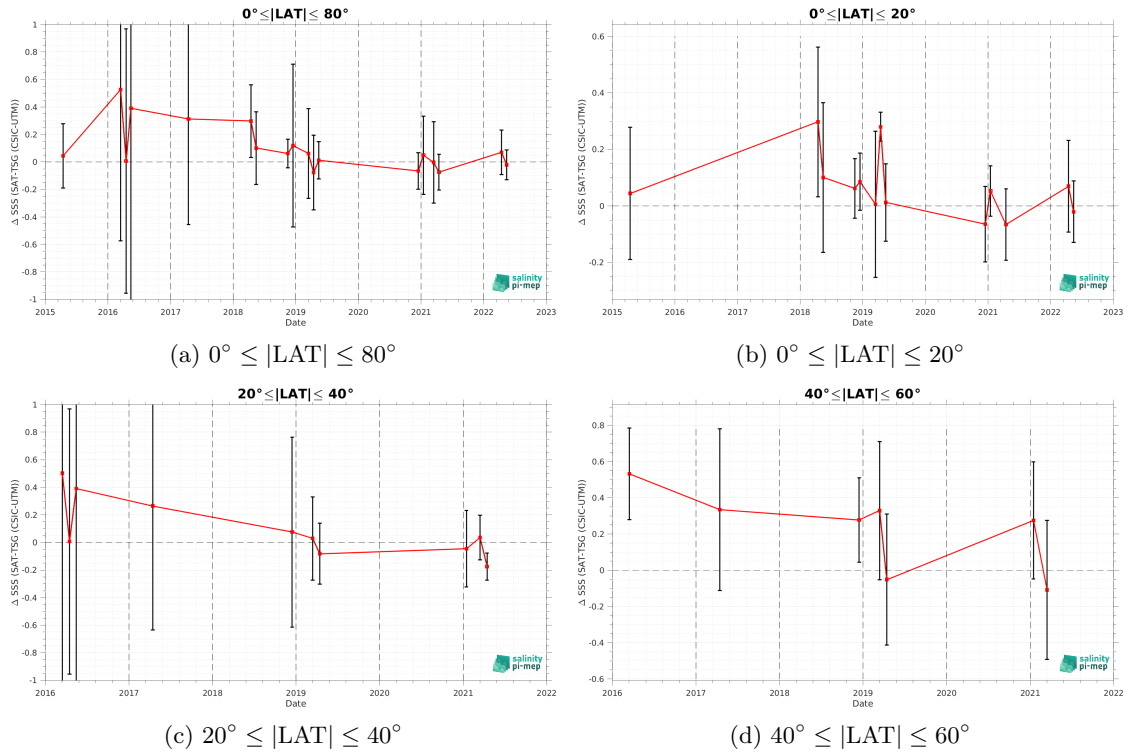 0°≤|LAT|≤ 80°
Δ SSS (SAT-TSG (CSIC-UTM))
1
0.8
0.6
0.4
0.2
0
-0.2
-0.4
-0.6
-0.8
-1
salinity
pi-mep
2015 2016 2017 2018 2019 2020 2021 2022 2023
Date
(a) 0° ≤ |LAT| ≤ 80°
0°≤|LAT|≤ 20°
Δ SSS (SAT-TSG (CSIC-UTM))
0.6
0.4
0.2
0
-0.2
salinity
pi-mep
2015 2016 2017 2018 2019 2020 2021 2022 2023
Date
(b) 0° ≤ |LAT| ≤ 20°
20°≤|LAT|≤ 40°
Δ SSS (SAT-TSG (CSIC-UTM))
1
0.8
0.6
0.4
0.2
0
-0.2
-0.4
-0.6
-0.8
-1
salinity
pi-mep
2016 2017 2018 2019 2020 2021 2022
Date
(c) 20° ≤ |LAT| ≤ 40°
40°≤|LAT|≤ 60°
Δ SSS (SAT-TSG (CSIC-UTM))
0.8
0.6
0.4
0.2
0
-0.2
-0.4
-0.6
salinity
pi-mep
2016 2017 2018 2019 2020 2021 2022
Date
(d) 40° ≤ |LAT| ≤ 60°